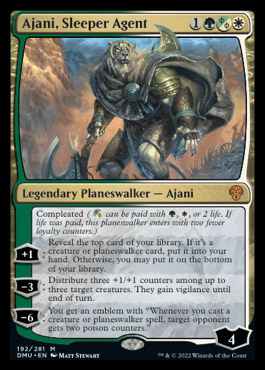 Ajani, Sleeper Agent 1
Legendary Planeswalker — Ajani
Compleated ( can be paid with , , or 2 life. If
life was paid, this planeswalker enters with two fewer
loyalty counters.)
+1: Reveal the top card of your library. If it's a
creature or planeswalker card, put it into your
hand. Otherwise, you may put it on the bottom
of your library.
−3: Distribute three +1/+1 counters among up to
three target creatures. They gain vigilance until
end of turn.
−6: You get an emblem with "Whenever you cast a
creature or planeswalker spell, target opponent
gets two poison counters."
4
192/281 M
DMU • EN Matt Stewart
™ & © 2022 Wizards of the Coast